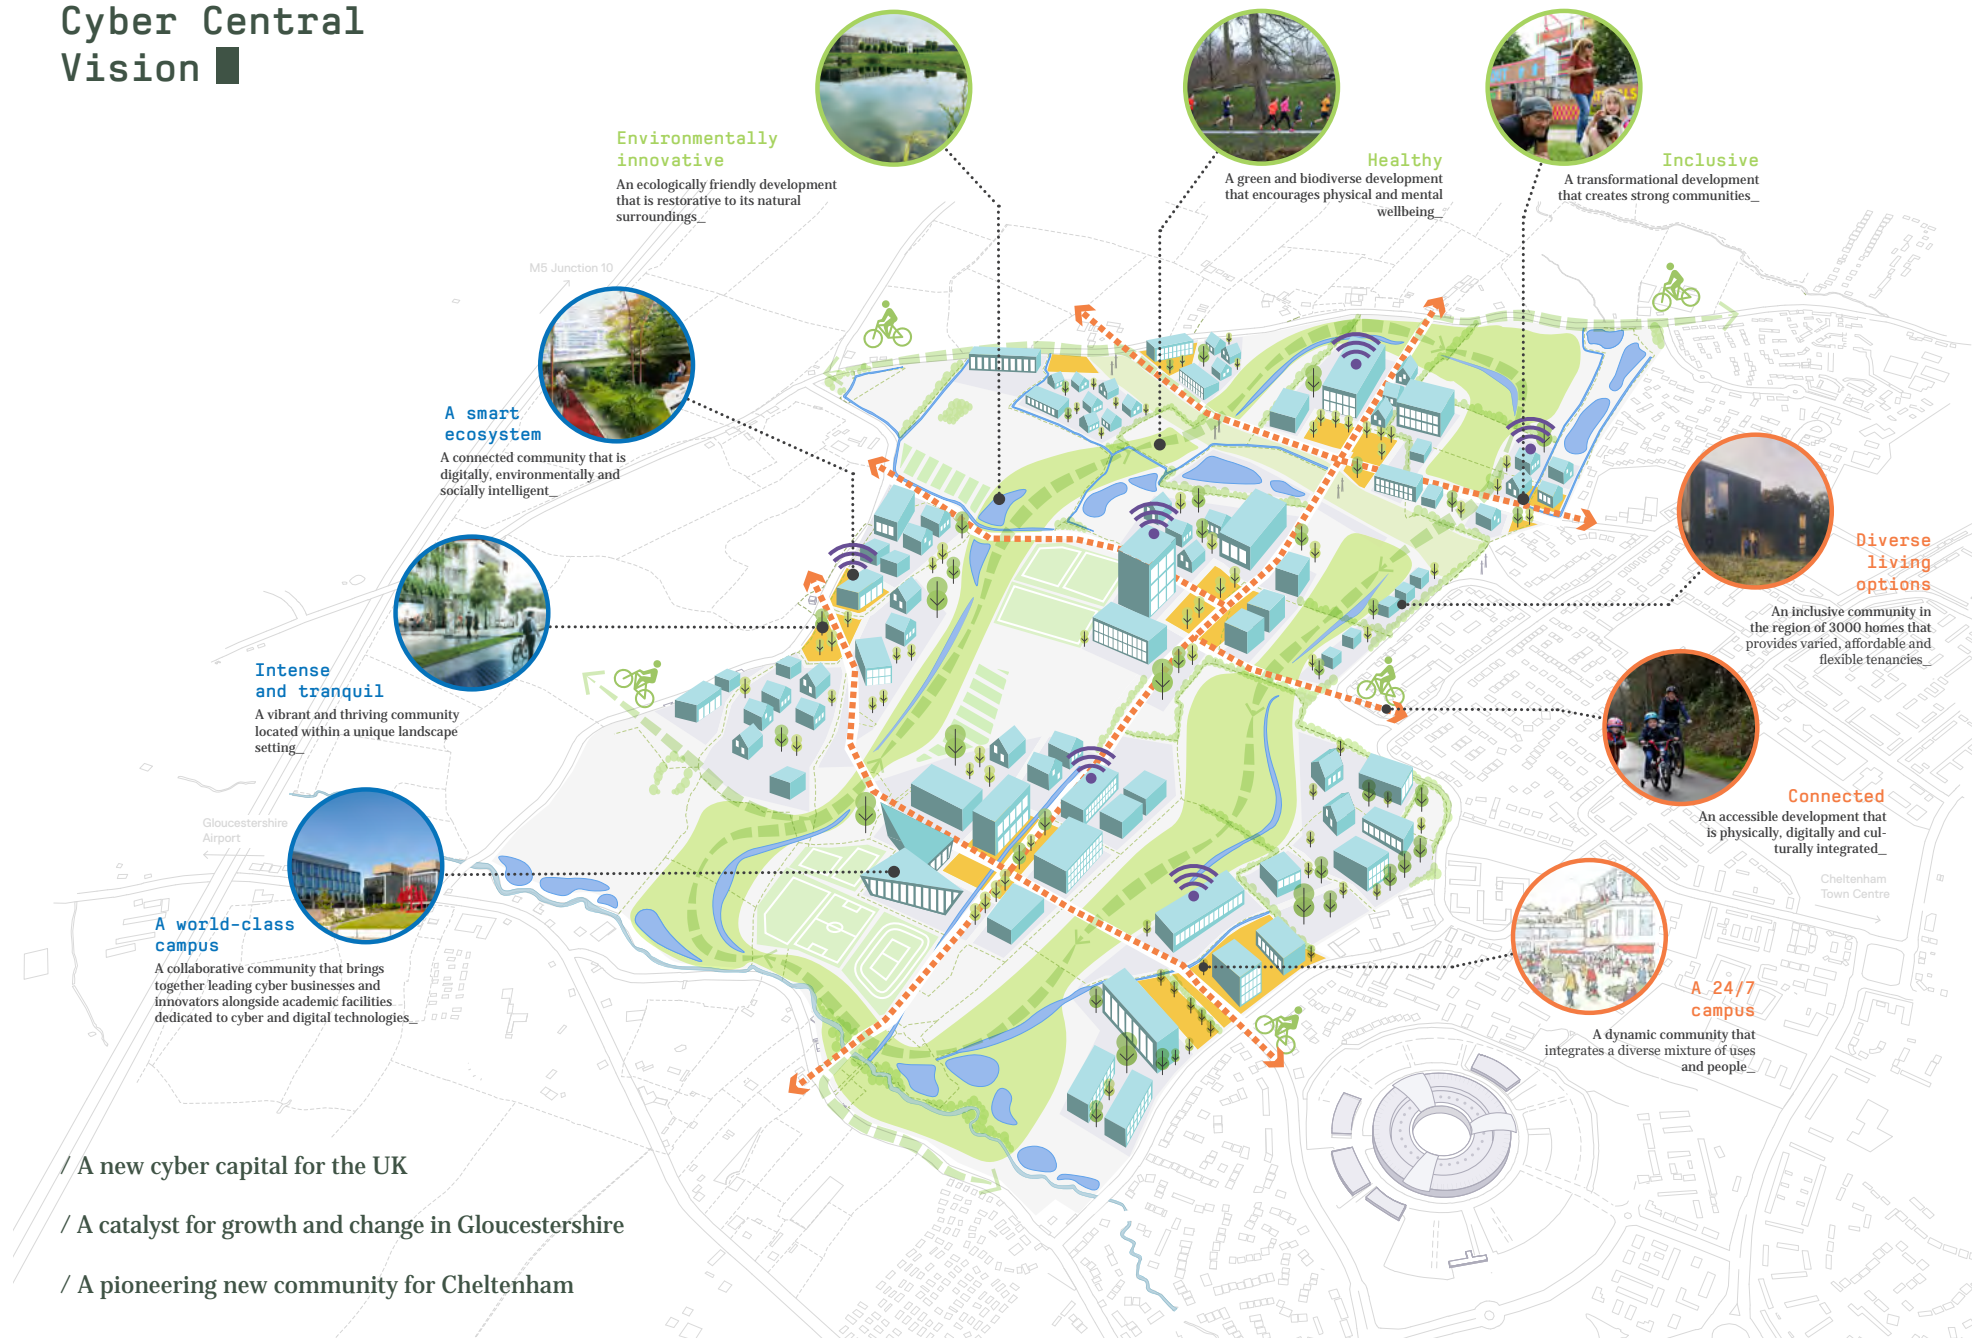 Cyber Central
Vision
Environmentally
innovative
An ecologically friendly development
that is restorative to its natural
surroundings_
Healthy
A green and biodiverse development
that encourages physical and mental
wellbeing_
Inclusive
A transformational development
that creates strong communities_
M5 Junction 10
A smart
ecosystem
A connected community that is
digitally, environmentally and
socially intelligent_
Diverse
living
options
An inclusive community in
the region of 3000 homes that
provides varied, affordable and
flexible tenancies_
Intense
and tranquil
A vibrant and thriving community
located within a unique landscape
setting_
Connected
An accessible development that
is physically, digitally and cul-
turally integrated_
Gloucestershire
Airport
Cheltenham
Town Centre
A world-class
campus
A collaborative community that brings
together leading cyber businesses and
innovators alongside academic facilities
dedicated to cyber and digital technologies_
A 24/7
campus
A dynamic community that
integrates a diverse mixture of uses
and people_
/ A new cyber capital for the UK
/ A catalyst for growth and change in Gloucestershire
/ A pioneering new community for Cheltenham